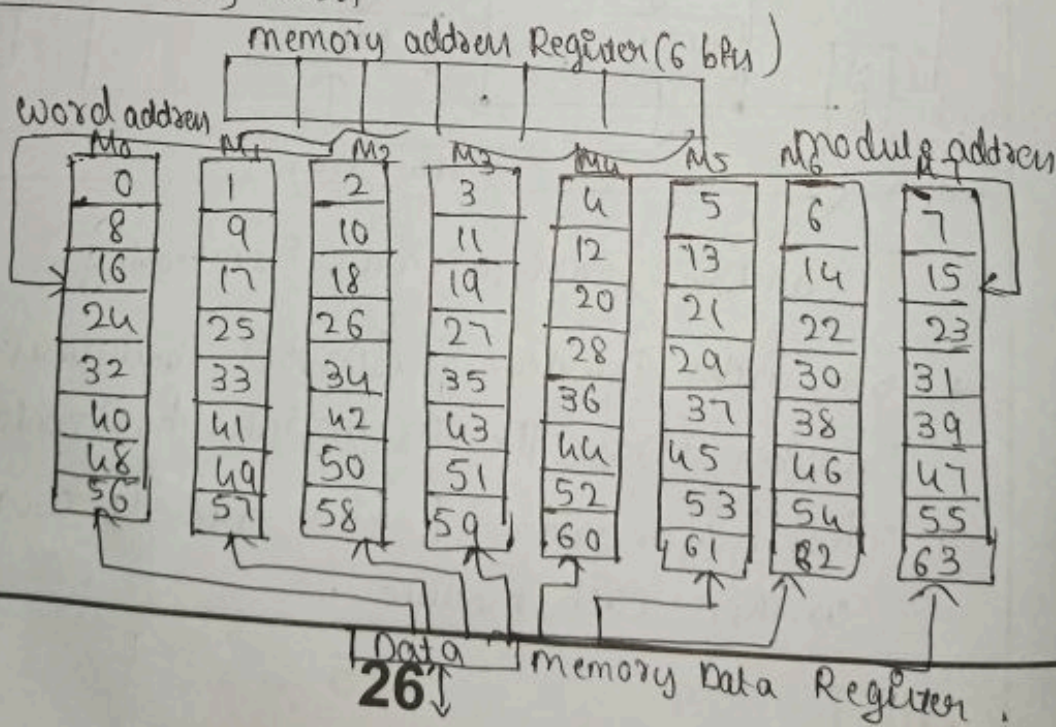 memory address Register (6 bits)
word address
module address
M0 M1 M2 M3 M4 M5 M6 M7
0 1 2 3 4 5 6 7
8 9 10 11 12 13 14 15
16 17 18 19 20 21 22 23
24 25 26 27 28 29 30 31
32 33 34 35 36 37 38 39
40 41 42 43 44 45 46 47
48 49 50 51 52 53 54 55
56 57 58 59 60 61 62 63
Data Memory Data Register.
26